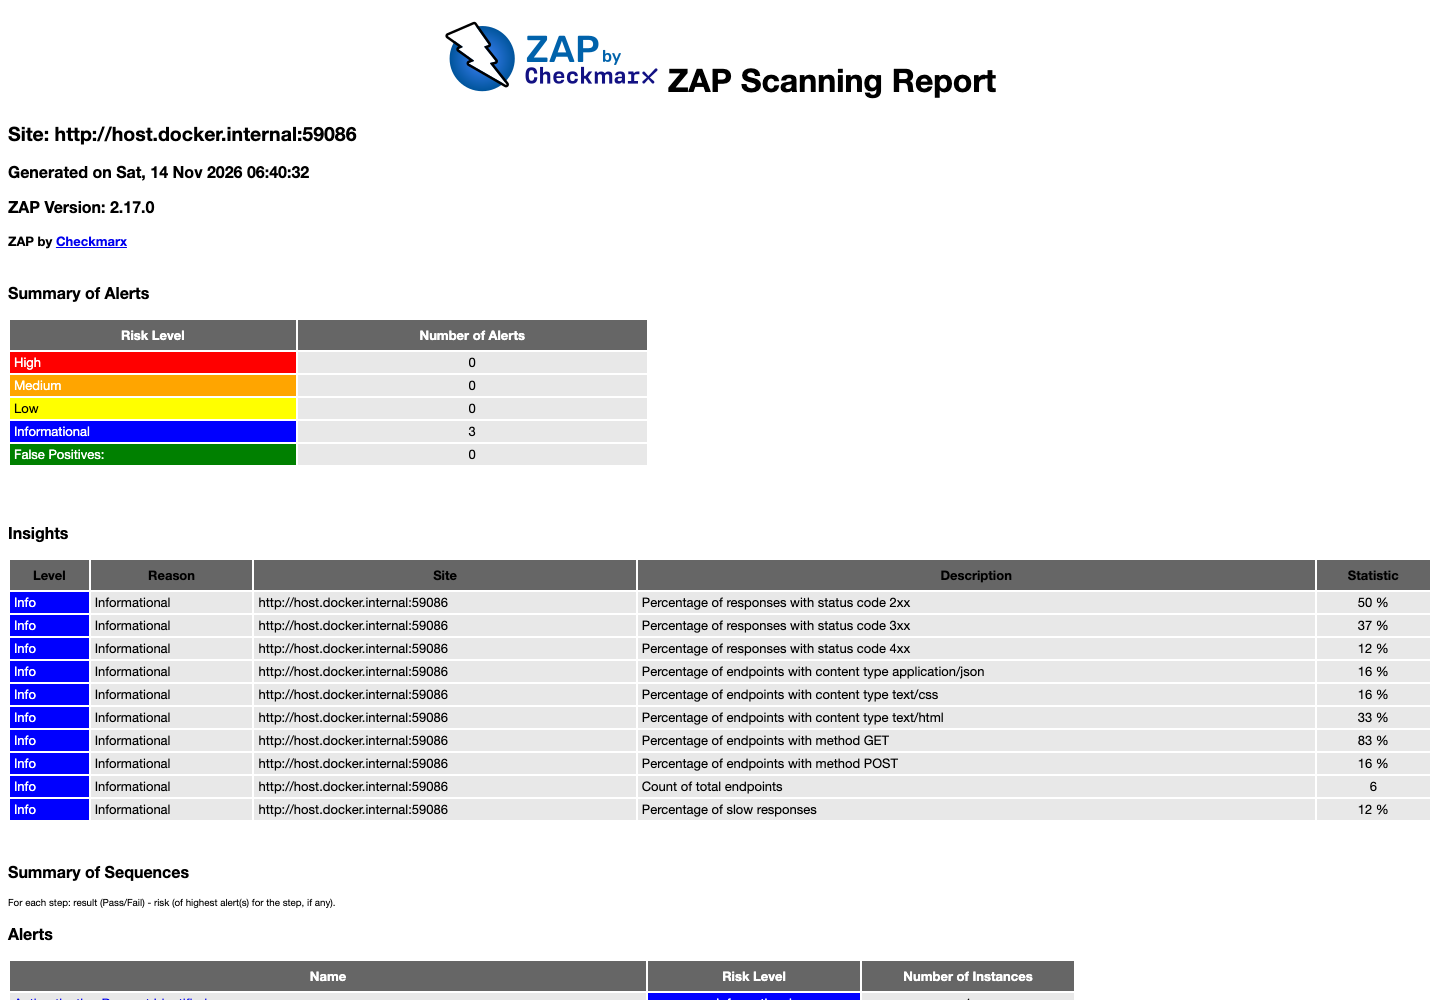 ZAP by
Checkmarx ZAP Scanning Report
Site: http://host.docker.internal:59086
Generated on Sat, 14 Nov 2026 06:40:32
ZAP Version: 2.17.0
ZAP by Checkmarx
Summary of Alerts
Risk Level Number of Alerts
High 0
Medium 0
Low 0
Informational 3
False Positives: 0
Insights
Level Reason Site Description Statistic
Info Informational http://host.docker.internal:59086 Percentage of responses with status code 2xx 50 %
Info Informational http://host.docker.internal:59086 Percentage of responses with status code 3xx 37 %
Info Informational http://host.docker.internal:59086 Percentage of responses with status code 4xx 12 %
Info Informational http://host.docker.internal:59086 Percentage of endpoints with content type application/json 16 %
Info Informational http://host.docker.internal:59086 Percentage of endpoints with content type text/css 16 %
Info Informational http://host.docker.internal:59086 Percentage of endpoints with content type text/html 33 %
Info Informational http://host.docker.internal:59086 Percentage of endpoints with method GET 83 %
Info Informational http://host.docker.internal:59086 Percentage of endpoints with method POST 16 %
Info Informational http://host.docker.internal:59086 Count of total endpoints 6
Info Informational http://host.docker.internal:59086 Percentage of slow responses 12 %
Summary of Sequences
For each step: result (Pass/Fail) - risk (of highest alert(s) for the step, if any).
Alerts
Name Risk Level Number of Instances